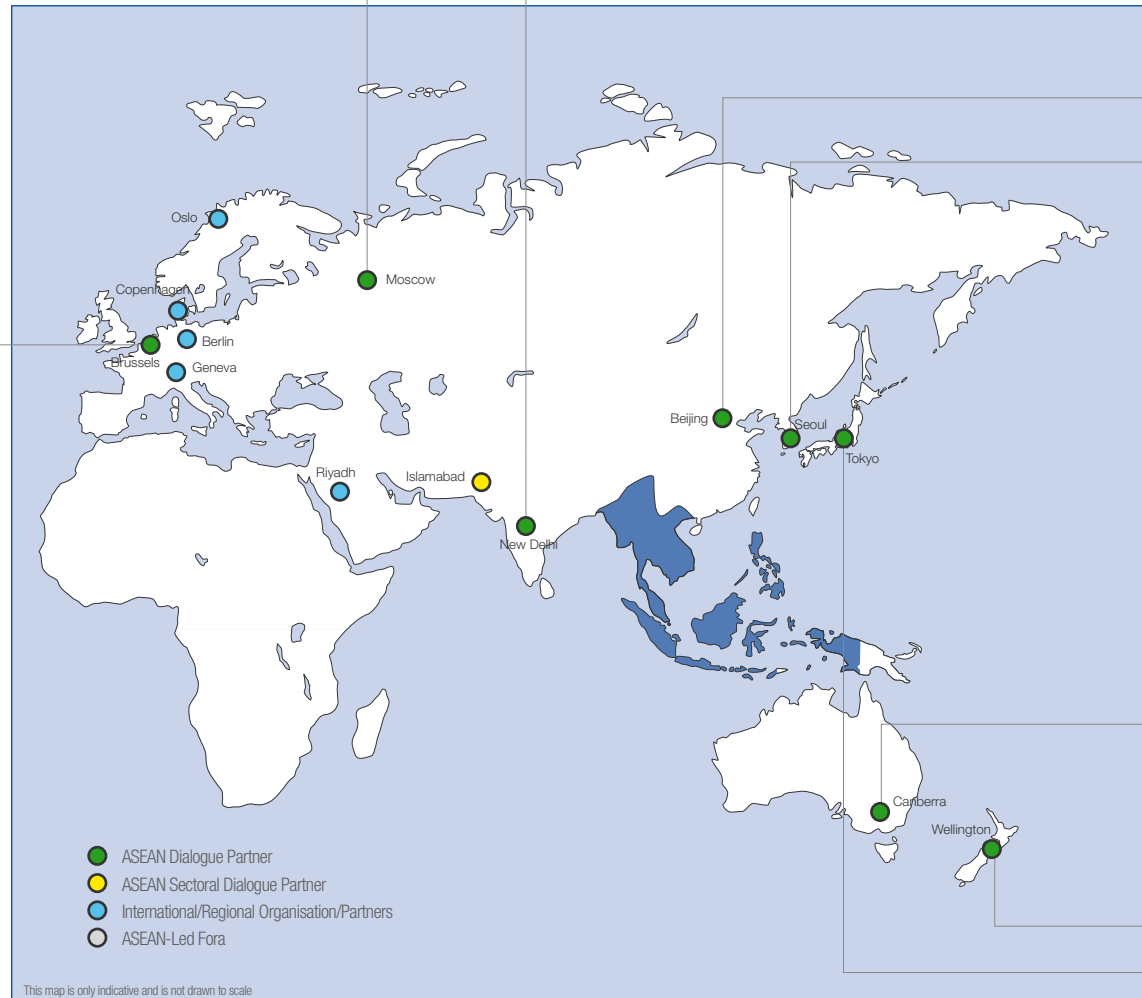 Oslo
Moscow
Copenhagen
Berlin
Brussels
Geneva
Beijing
Seoul
Tokyo
Riyadh
Islamabad
New Delhi
Canberra
Wellington
ASEAN Dialogue Partner
ASEAN Sectoral Dialogue Partner
International/Regional Organisation/Partners
ASEAN-Led Fora
This map is only indicative and is not drawn to scale